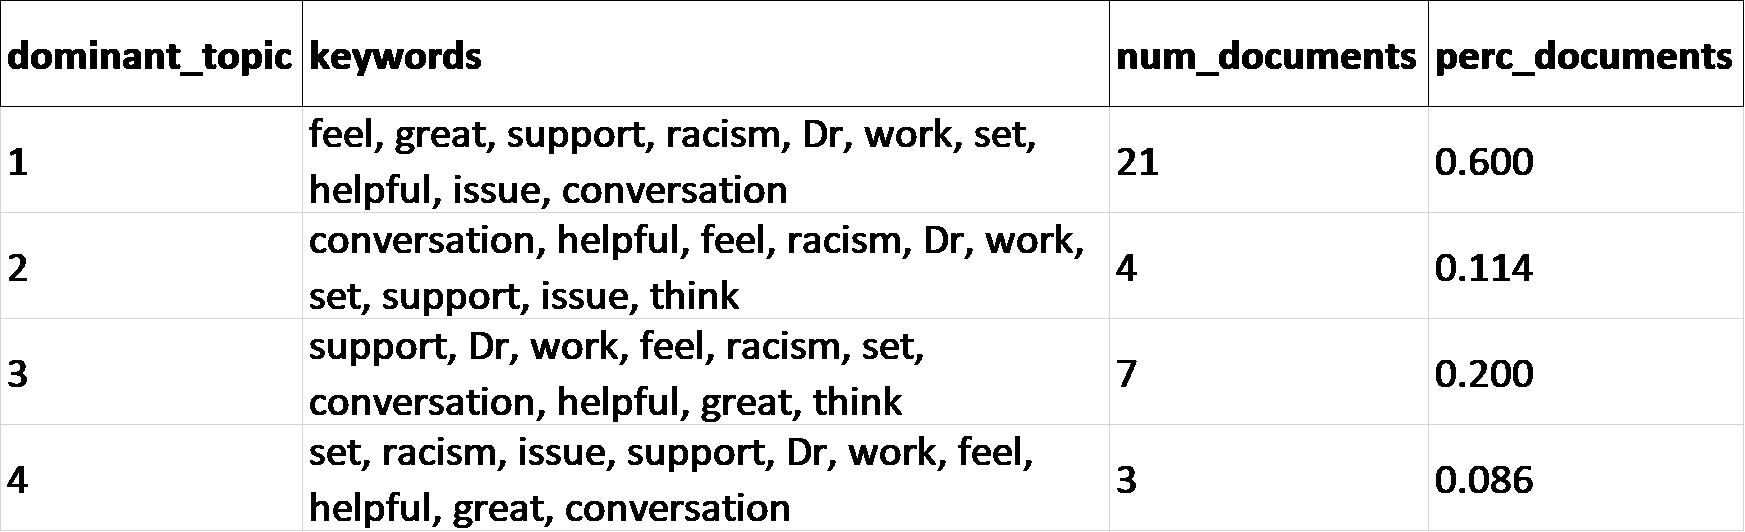 dominant_topic keywords num_documents perc_documents
1 feel, great, support, racism, Dr, work, set, helpful, issue, conversation 21 0.600
2 conversation, helpful, feel, racism, Dr, work, set, support, issue, think 4 0.114
3 support, Dr, work, feel, racism, set, conversation, helpful, great, think 7 0.200
4 set, racism, issue, support, Dr, work, feel, helpful, great, conversation 3 0.086